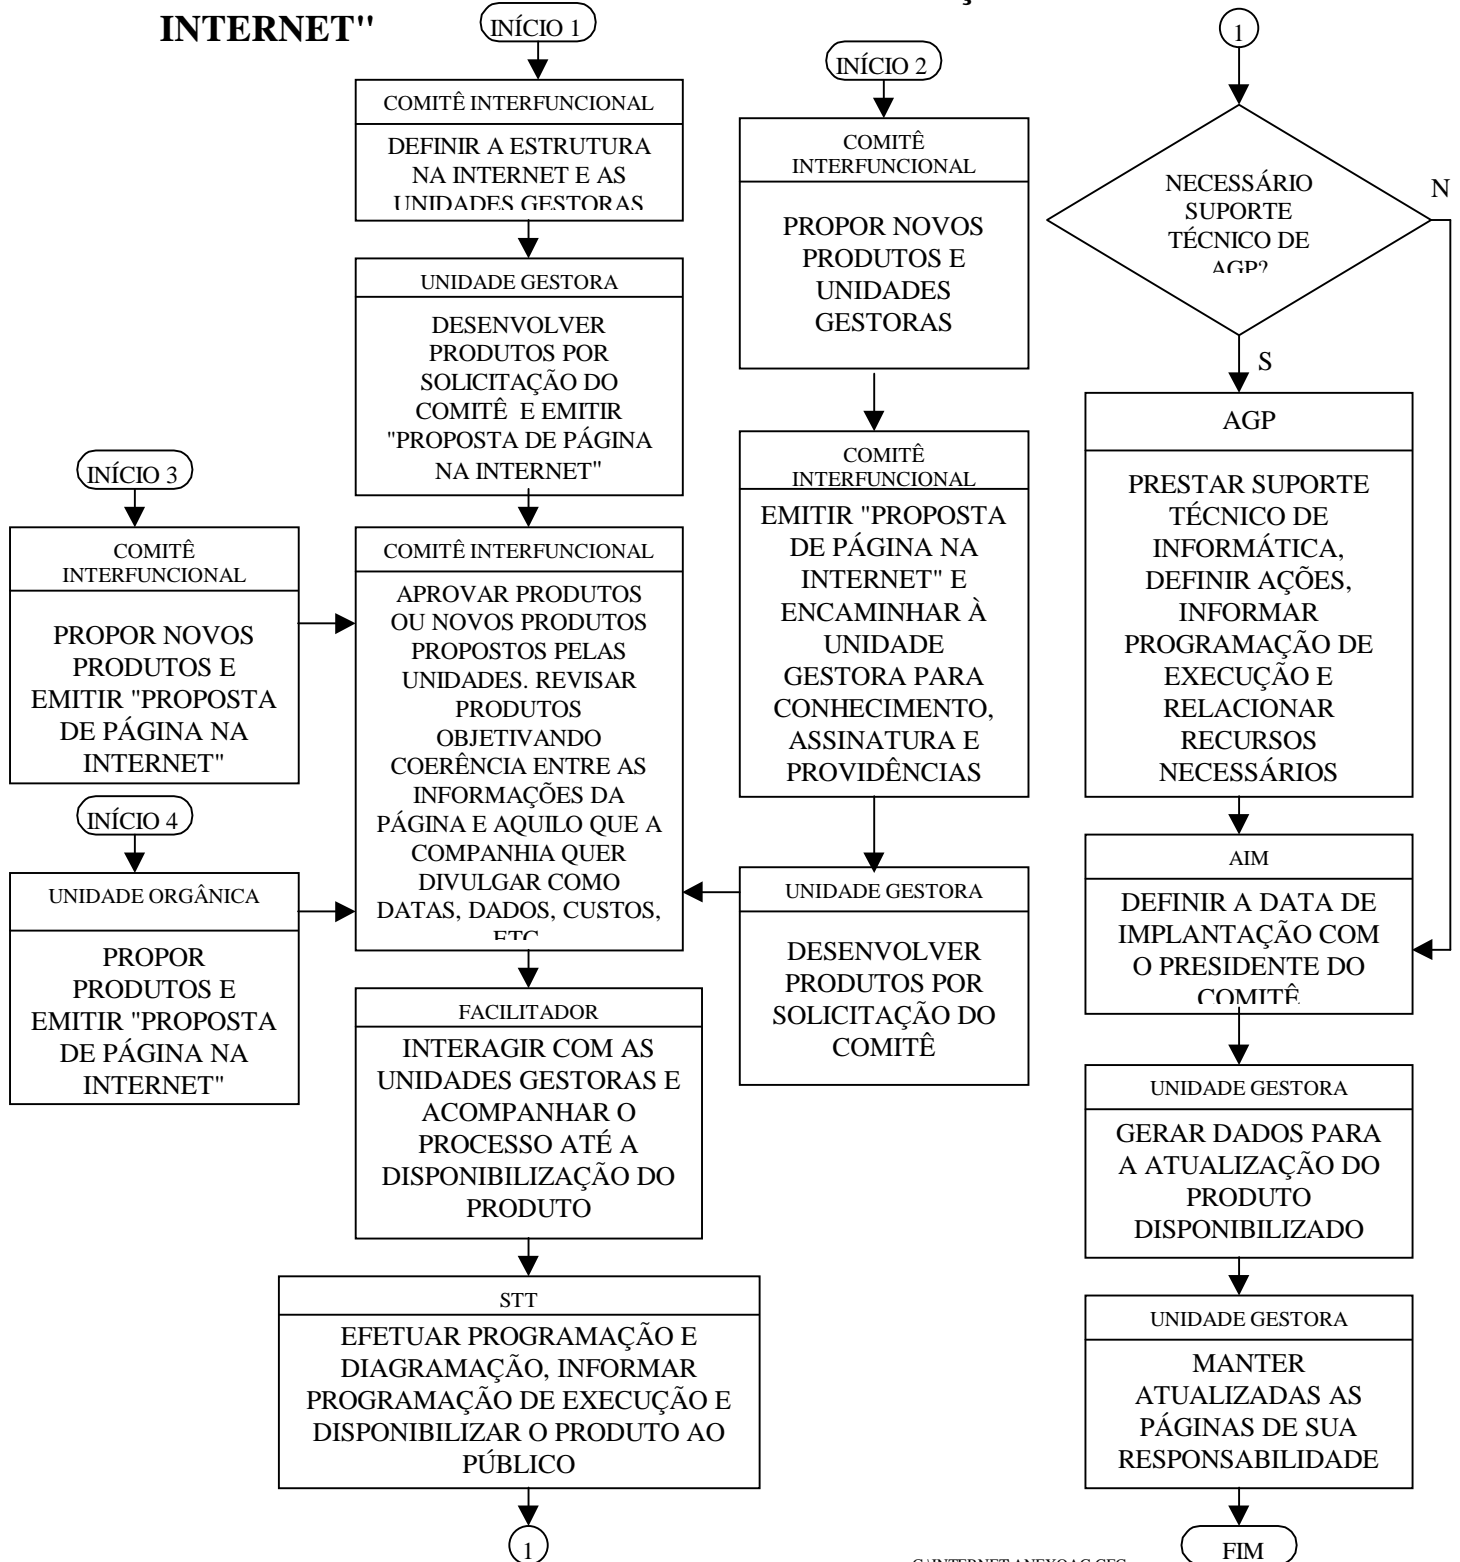 INTERNET"
INÍCIO 1
COMITÊ INTERFUNCIONAL
DEFINIR A ESTRUTURA
NA INTERNET E AS
UNIDADES GESTORAS
UNIDADE GESTORA
DESENVOLVER
PRODUTOS POR
SOLICITAÇÃO DO
COMITÊ E EMITIR
"PROPOSTA DE PÁGINA
NA INTERNET"
INÍCIO 3
COMITÊ
INTERFUNCIONAL
PROPOR NOVOS
PRODUTOS E
EMITIR "PROPOSTA
DE PÁGINA NA
INTERNET"
INÍCIO 4
UNIDADE ORGÂNICA
PROPOR
PRODUTOS E
EMITIR "PROPOSTA
DE PÁGINA NA
INTERNET"
COMITÊ INTERFUNCIONAL
APROVAR PRODUTOS
OU NOVOS PRODUTOS
PROPOSTOS PELAS
UNIDADES. REVISAR
PRODUTOS
OBJETIVANDO
COERÊNCIA ENTRE AS
INFORMAÇÕES DA
PÁGINA E AQUILO QUE A
COMPANHIA QUER
DIVULGAR COMO
DATAS, DADOS, CUSTOS,
ETC
FACILITADOR
INTERAGIR COM AS
UNIDADES GESTORAS E
ACOMPANHAR O
PROCESSO ATÉ A
DISPONIBILIZAÇÃO DO
PRODUTO
STT
EFETUAR PROGRAMAÇÃO E
DIAGRAMAÇÃO, INFORMAR
PROGRAMAÇÃO DE EXECUÇÃO E
DISPONIBILIZAR O PRODUTO AO
PÚBLICO
1
INÍCIO 2
COMITÊ
INTERFUNCIONAL
PROPOR NOVOS
PRODUTOS E
UNIDADES
GESTORAS
COMITÊ
INTERFUNCIONAL
EMITIR "PROPOSTA
DE PÁGINA NA
INTERNET" E
ENCAMINHAR À
UNIDADE
GESTORA PARA
CONHECIMENTO,
ASSINATURA E
PROVIDÊNCIAS
UNIDADE GESTORA
DESENVOLVER
PRODUTOS POR
SOLICITAÇÃO DO
COMITÊ
1
NECESSÁRIO
SUPORTE
TÉCNICO DE
AGP?
N
S
AGP
PRESTAR SUPORTE
TÉCNICO DE
INFORMÁTICA,
DEFINIR AÇÕES,
INFORMAR
PROGRAMAÇÃO DE
EXECUÇÃO E
RELACIONAR
RECURSOS
NECESSÁRIOS
AIM
DEFINIR A DATA DE
IMPLANTAÇÃO COM
O PRESIDENTE DO
COMITÊ
UNIDADE GESTORA
GERAR DADOS PARA
A ATUALIZAÇÃO DO
PRODUTO
DISPONIBILIZADO
UNIDADE GESTORA
MANTER
ATUALIZADAS AS
PÁGINAS DE SUA
RESPONSABILIDADE
FIM